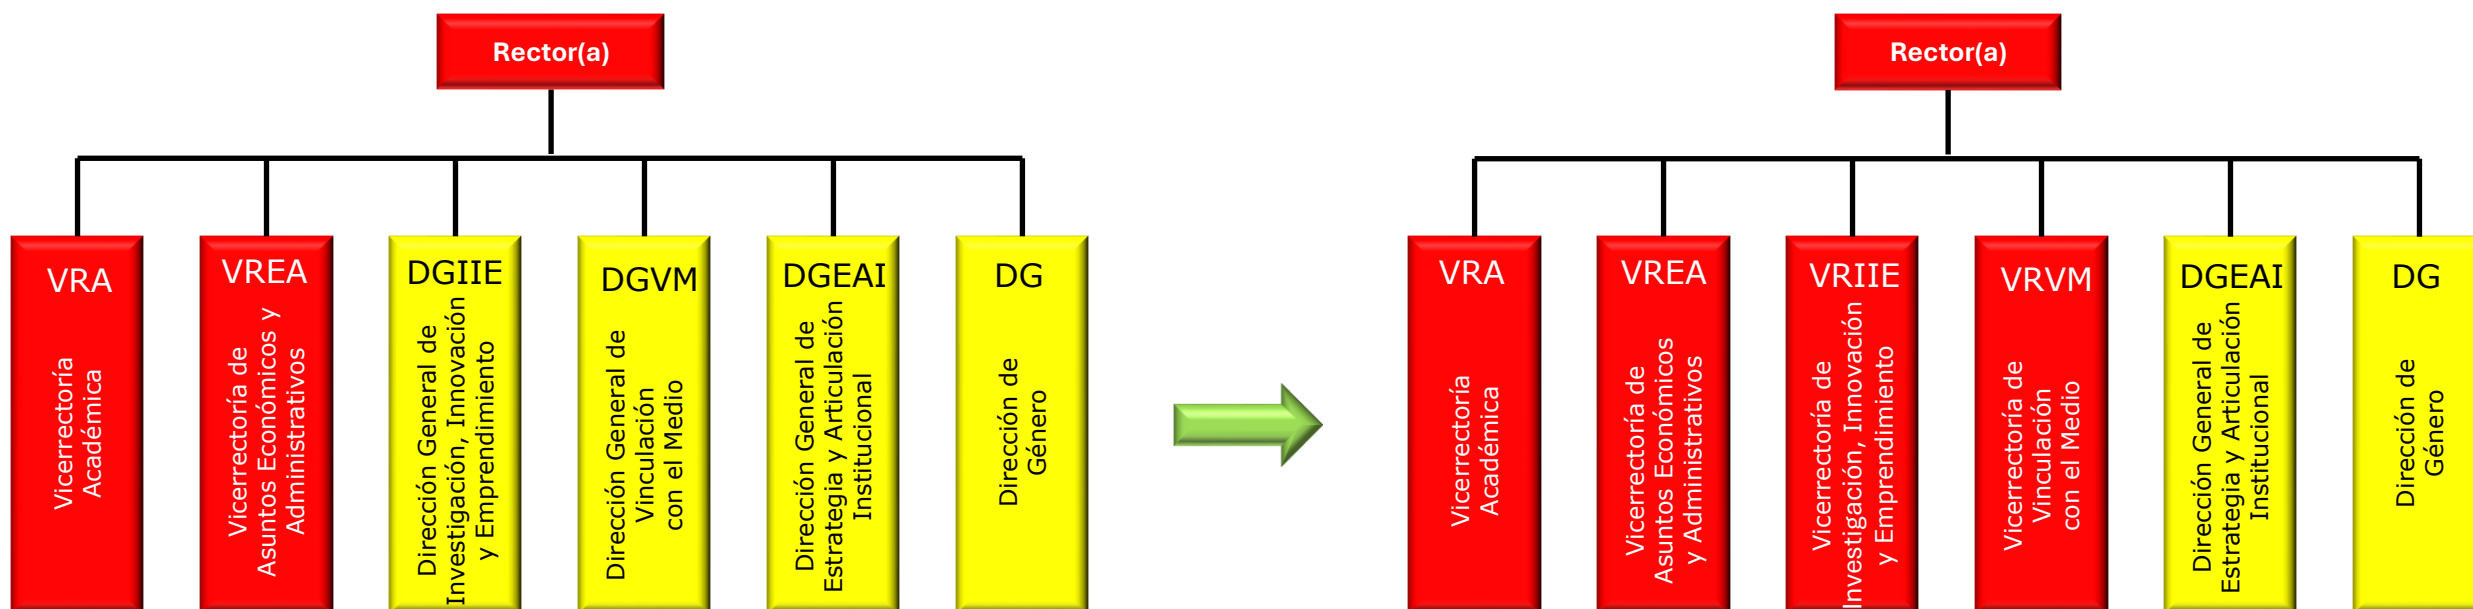 Rector(a)
VRA
Vicerrectoría
Académica
VREA
Vicerrectoría de
Asuntos Económicos y
Administrativos
DGIIE
Dirección General de
Investigación, Innovación
y Emprendimiento
DGVM
Dirección General de
Vinculación
con el Medio
DGEAI
Dirección General de
Estrategia y Articulación
Institucional
DG
Dirección de
Género
Rector(a)
VRA
Vicerrectoría
Académica
VREA
Vicerrectoría de
Asuntos Económicos
y Administrativos
VRIIE
Vicerrectoría de
Investigación, Innovación
y Emprendimiento
VRVM
Vicerrectoría de
Vinculación
con el Medio
DGEAI
Dirección General de
Estrategia y Articulación
Institucional
DG
Dirección de
Género